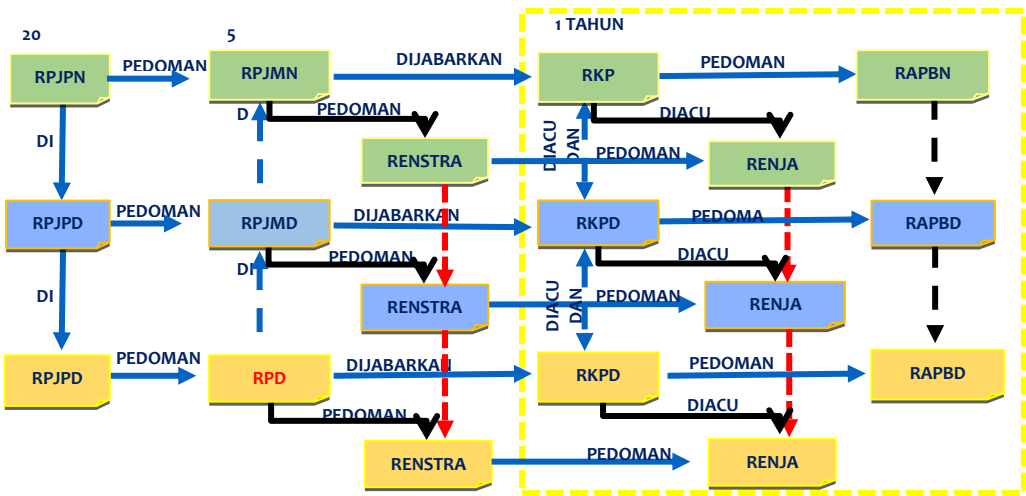 20
5
1 TAHUN
RPJPN
PEDOMAN
RPJMN
DIJABARKAN
RKP
PEDOMAN
RAPBN
DI
D
PEDOMAN
DIACU
DAN
DIACU
RENSTRA
PEDOMAN
RENJA
RPJPD
PEDOMAN
RPJMD
DIJABARKAN
RKPD
PEDOMA
RAPBD
DI
DI
PEDOMAN
DIACU
DAN
DIACU
RENSTRA
PEDOMAN
RENJA
RPJPD
PEDOMAN
RPD
DIJABARKAN
RKPD
PEDOMAN
RAPBD
PEDOMAN
DIACU
RENSTRA
PEDOMAN
RENJA